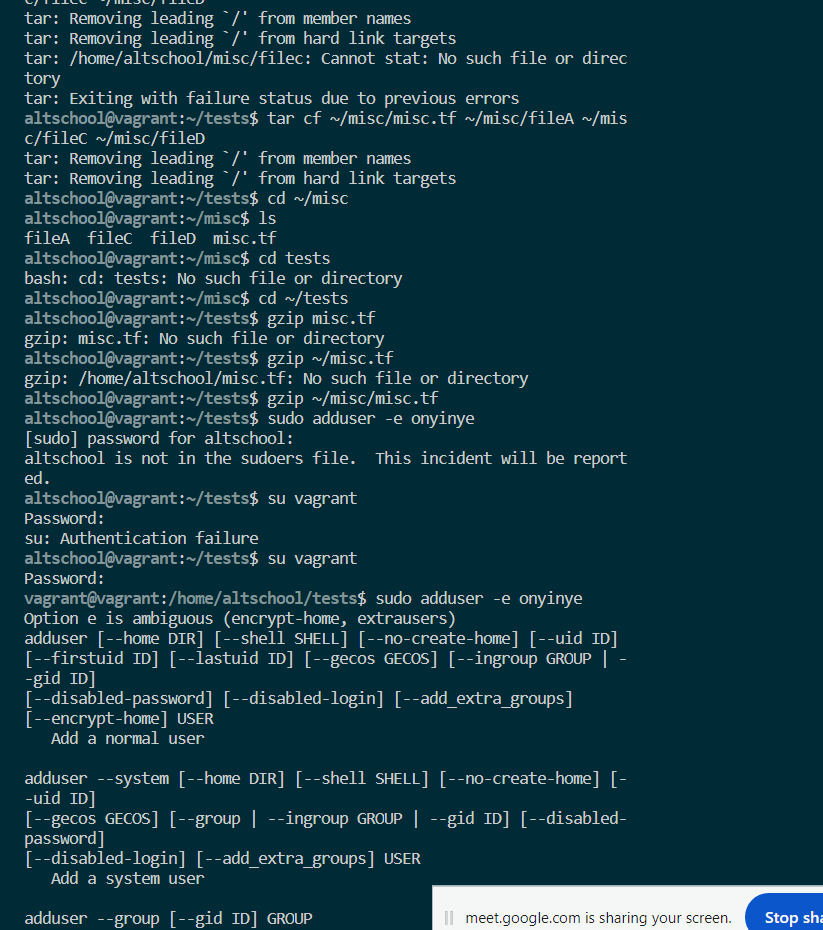 c/fileC ~/misc/fileD
tar: Removing leading `/' from member names
tar: Removing leading `/' from hard link targets
tar: /home/altschool/misc/filec: Cannot stat: No such file or direc
tory
tar: Exiting with failure status due to previous errors
altschool@vagrant:~/tests$ tar cf ~/misc/misc.tf ~/misc/fileA ~/mis
c/fileC ~/misc/fileD
tar: Removing leading `/' from member names
tar: Removing leading `/' from hard link targets
altschool@vagrant:~/tests$ cd ~/misc
altschool@vagrant:~/misc$ ls
fileA  fileC  fileD  misc.tf
altschool@vagrant:~/misc$ cd tests
bash: cd: tests: No such file or directory
altschool@vagrant:~/misc$ cd ~/tests
altschool@vagrant:~/tests$ gzip misc.tf
gzip: misc.tf: No such file or directory
altschool@vagrant:~/tests$ gzip ~/misc.tf
gzip: /home/altschool/misc.tf: No such file or directory
altschool@vagrant:~/tests$ gzip ~/misc/misc.tf
altschool@vagrant:~/tests$ sudo adduser -e onyinye
[sudo] password for altschool:
altschool is not in the sudoers file.  This incident will be report
ed.
altschool@vagrant:~/tests$ su vagrant
Password:
su: Authentication failure
altschool@vagrant:~/tests$ su vagrant
Password:
vagrant@vagrant:/home/altschool/tests$ sudo adduser -e onyinye
Option e is ambiguous (encrypt-home, extrausers)
adduser [--home DIR] [--shell SHELL] [--no-create-home] [--uid ID]
[--firstuid ID] [--lastuid ID] [--gecos GECOS] [--ingroup GROUP | -
-gid ID]
[--disabled-password] [--disabled-login] [--add_extra_groups]
[--encrypt-home] USER
   Add a normal user

adduser --system [--home DIR] [--shell SHELL] [--no-create-home] [-
-uid ID]
[--gecos GECOS] [--group | --ingroup GROUP | --gid ID] [--disabled-
password]
[--disabled-login] [--add_extra_groups] USER
   Add a system user

adduser --group [--gid ID] GROUP
meet.google.com is sharing your screen.
Stop sha